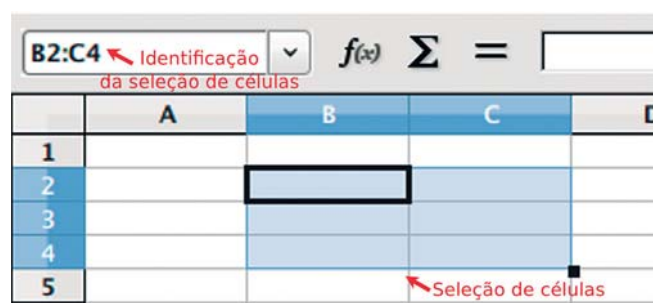 B2:C4 Identificação f(x) Σ =
da seleção de células
A B C D
1
2
3
4
5
Seleção de células